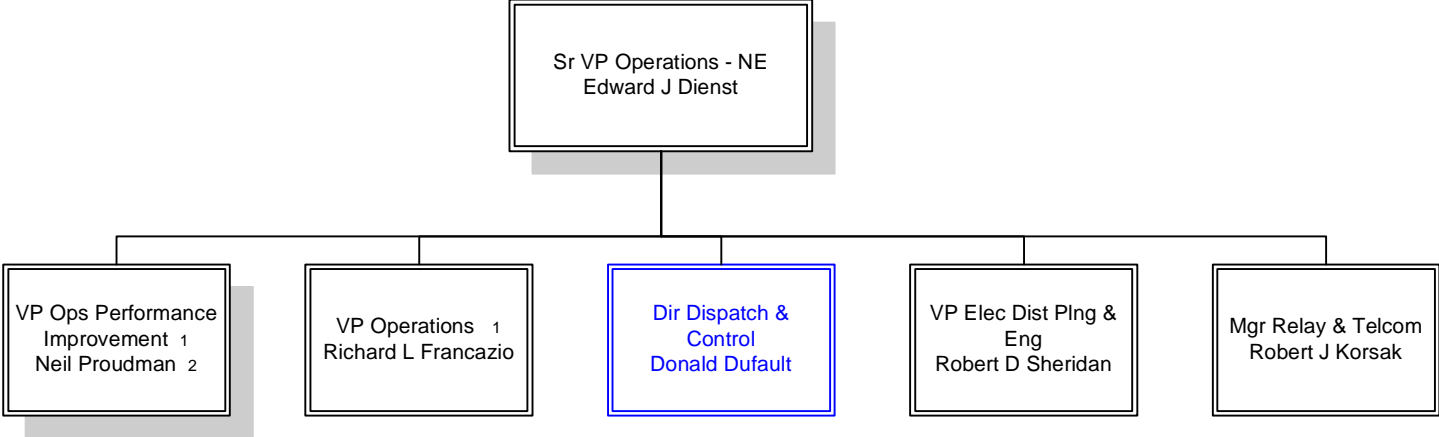 Sr VP Operations - NE
Edward J Dienst
VP Ops Performance
Improvement 1
Neil Proudman 2
VP Operations 1
Richard L Francazio
Dir Dispatch &
Control
Donald Dufault
VP Elec Dist Plng &
Eng
Robert D Sheridan
Mgr Relay & Telcom
Robert J Korsak